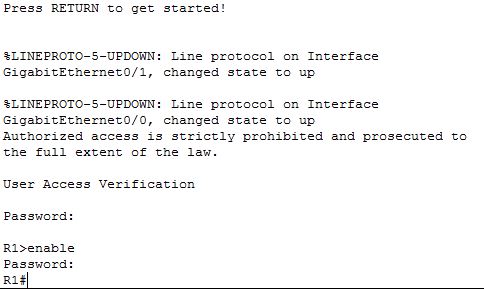 Press RETURN to get started!
%LINEPROTO-5-UPDOWN: Line protocol on Interface
GigabitEthernet0/1, changed state to up
%LINEPROTO-5-UPDOWN: Line protocol on Interface
GigabitEthernet0/0, changed state to up
Authorized access is strictly prohibited and prosecuted to
the full extent of the law.
User Access Verification
Password:
R1>enable
Password:
R1#